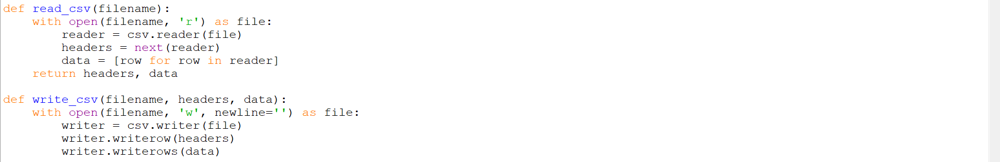 def read_csv(filename):
    with open(filename, 'r') as file:
        reader = csv.reader(file)
        headers = next(reader)
        data = [row for row in reader]
    return headers, data

def write_csv(filename, headers, data):
    with open(filename, 'w', newline='') as file:
        writer = csv.writer(file)
        writer.writerow(headers)
        writer.writerows(data)